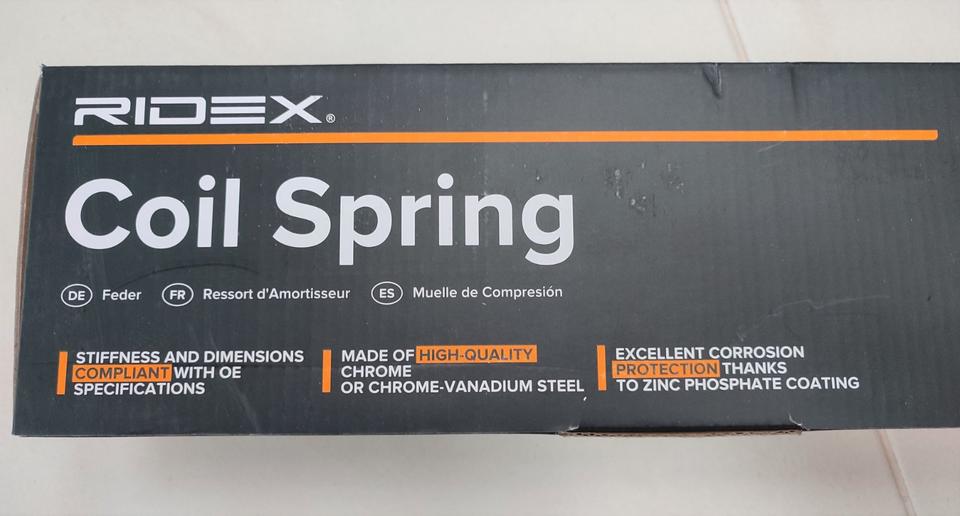 RIDEX®
Coil Spring
DE Feder FR Ressort d'Amortisseur ES Muelle de Compresión
STIFFNESS AND DIMENSIONS
COMPLIANT WITH OE
SPECIFICATIONS
MADE OF HIGH-QUALITY
CHROME
OR CHROME-VANADIUM STEEL
EXCELLENT CORROSION
PROTECTION THANKS
TO ZINC PHOSPHATE COATING